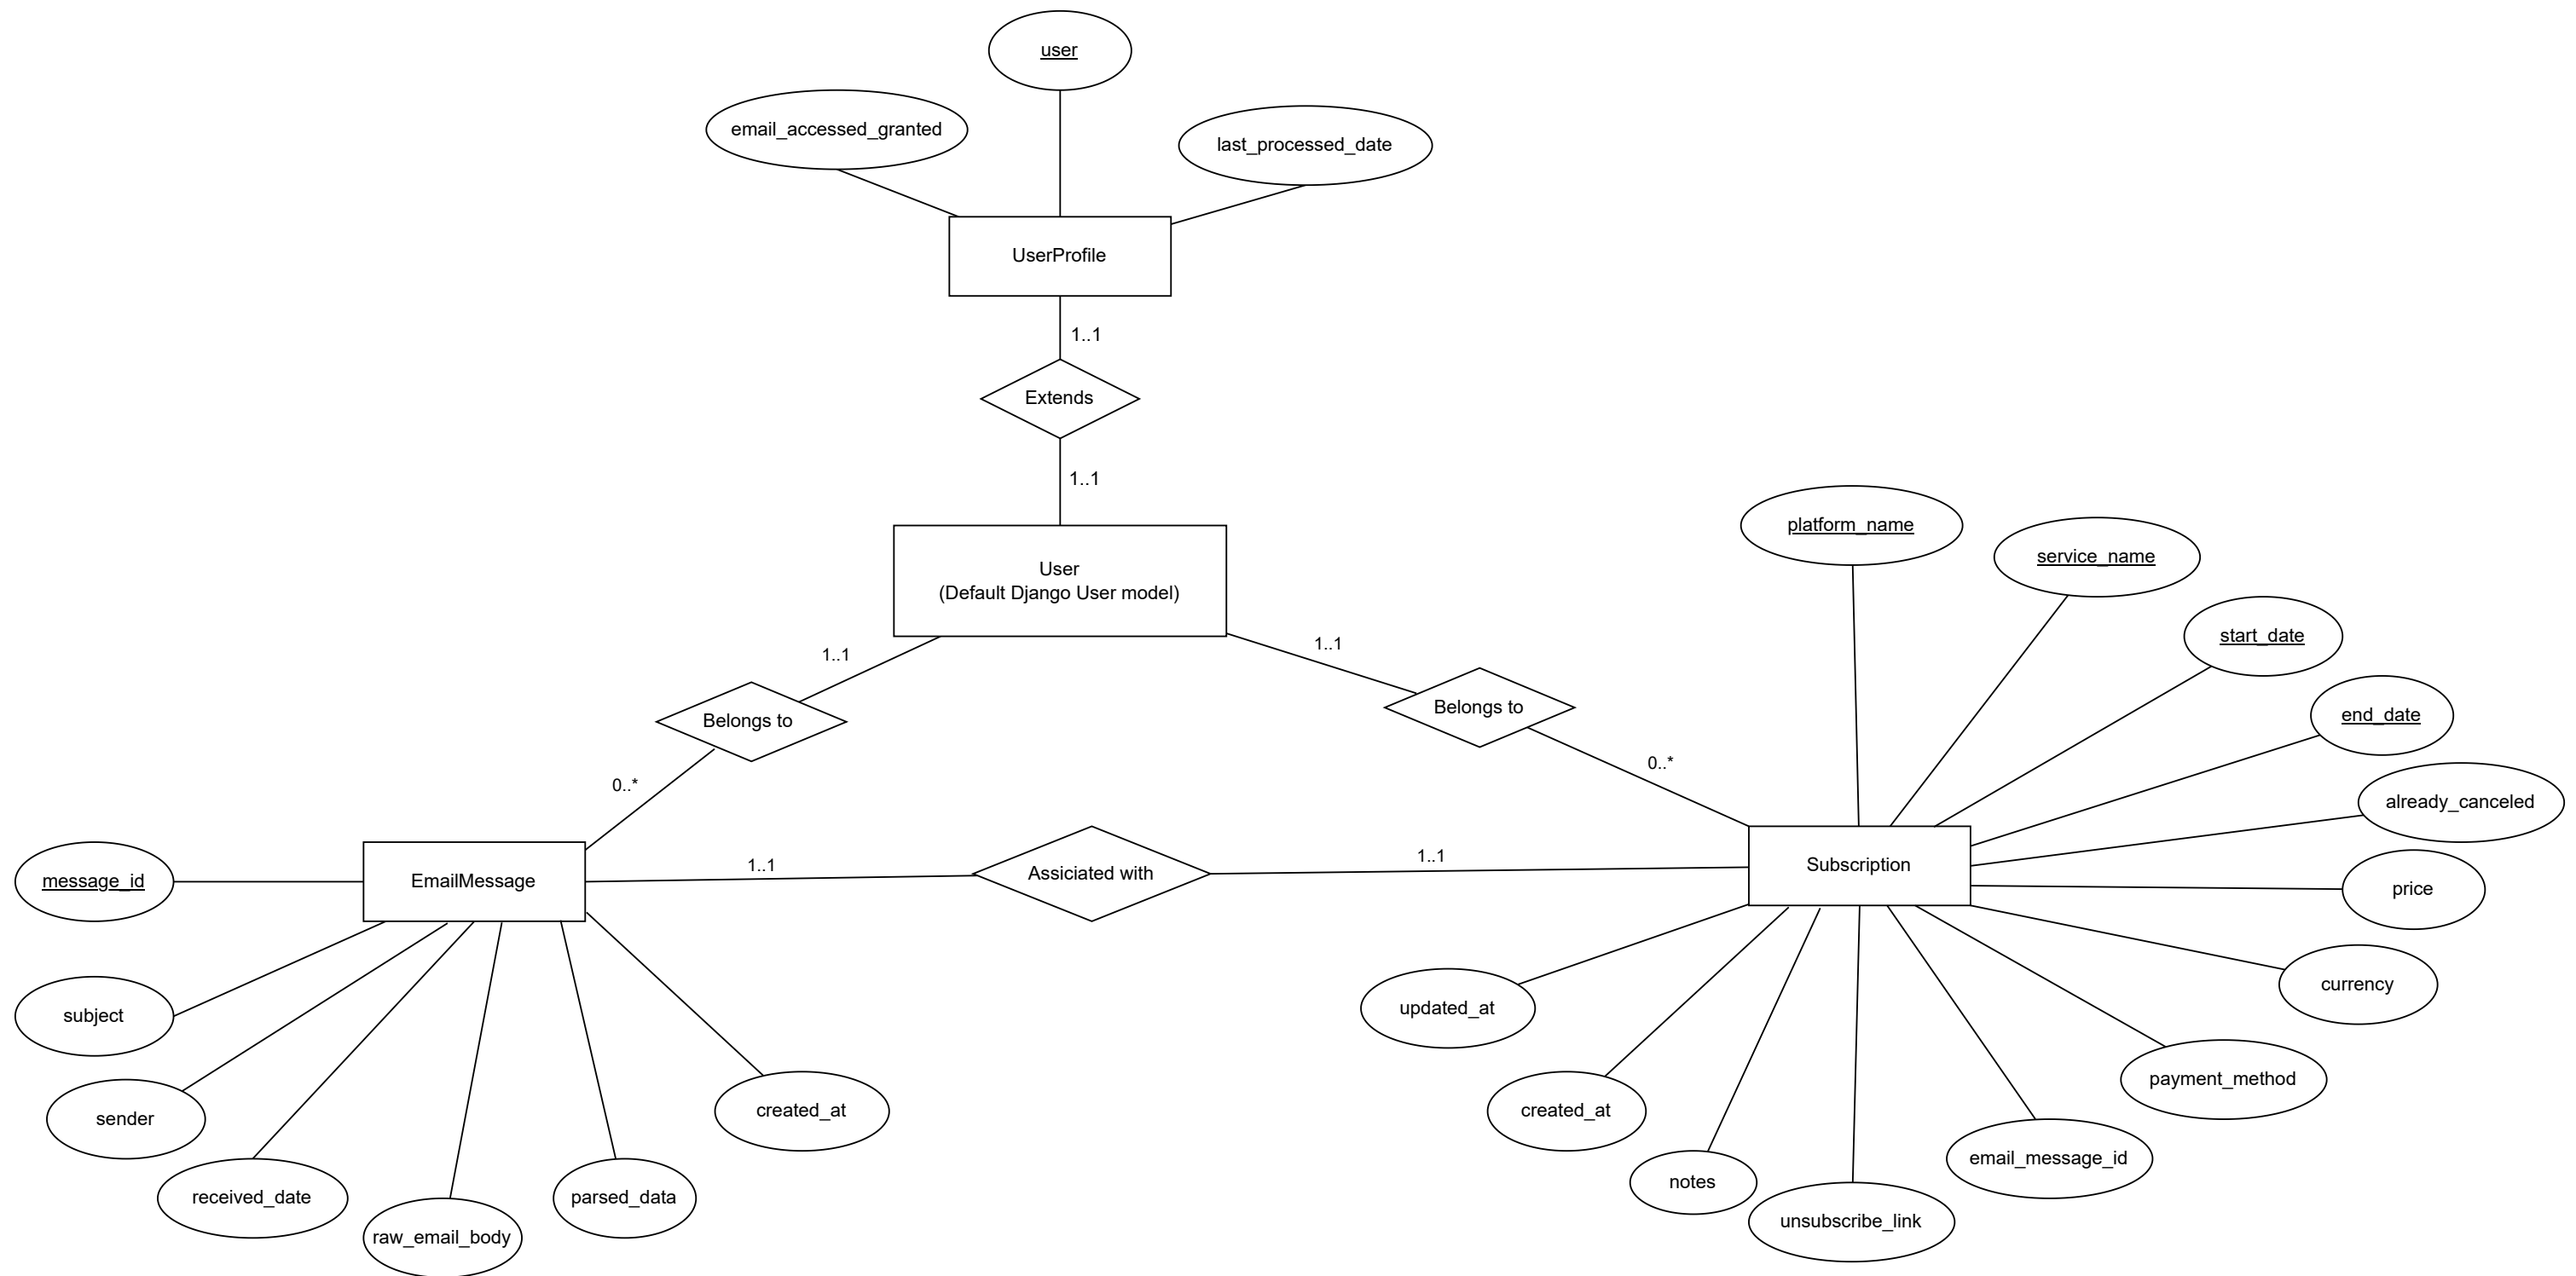 user
email_accessed_granted
last_processed_date
UserProfile
1..1
Extends
1..1
User
(Default Django User model)
platform_name
service_name
start_date
end_date
already_canceled
price
currency
payment_method
email_message_id
unsubscribe_link
notes
created_at
updated_at
Subscription
1..1
Belongs to
0..*
1..1
Belongs to
0..*
1..1
Assiciated with
1..1
EmailMessage
message_id
subject
sender
received_date
raw_email_body
parsed_data
created_at